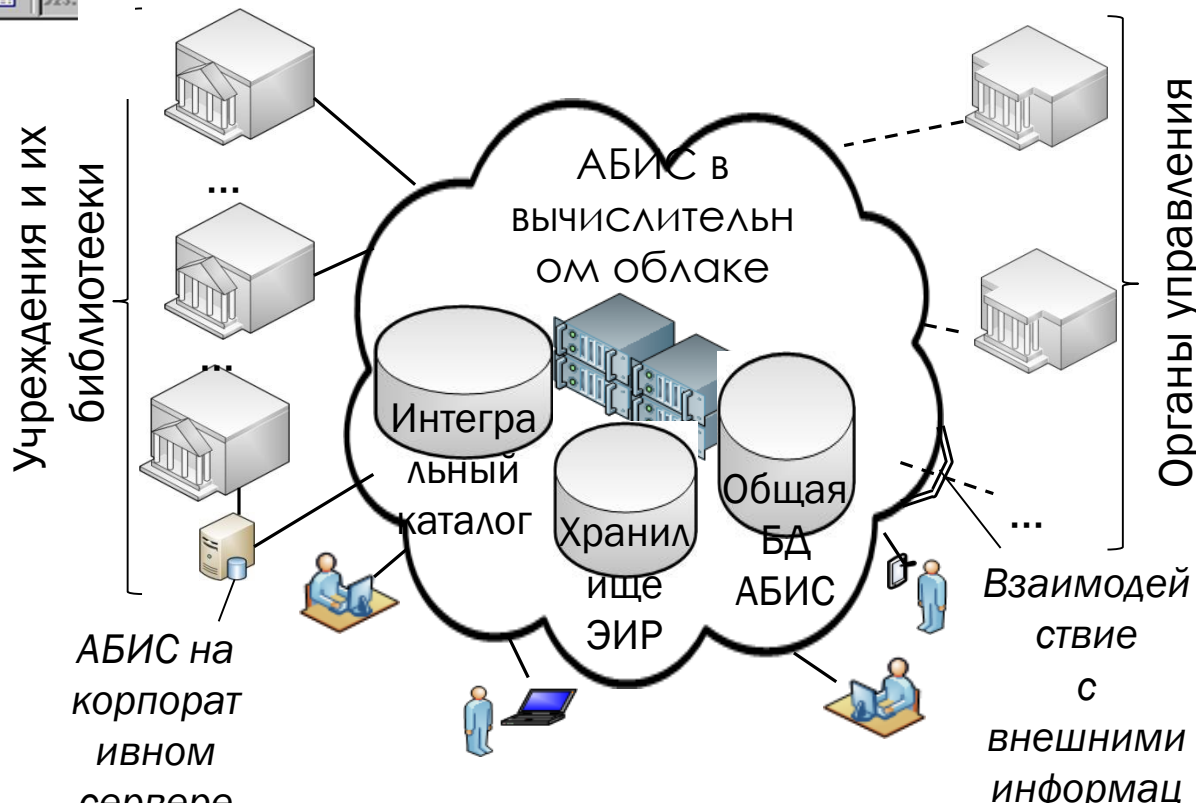 Учреждения и их
библиотееки
...
...
...
АБИС в
вычислительн
ом облаке
Интегра
льный
каталог
Хранил
ище
ЭИР
Общая
БД
АБИС
Органы управления
...
АБИС на
корпорат
ивном
сервере
Взаимодей
ствие
с
внешними
информац